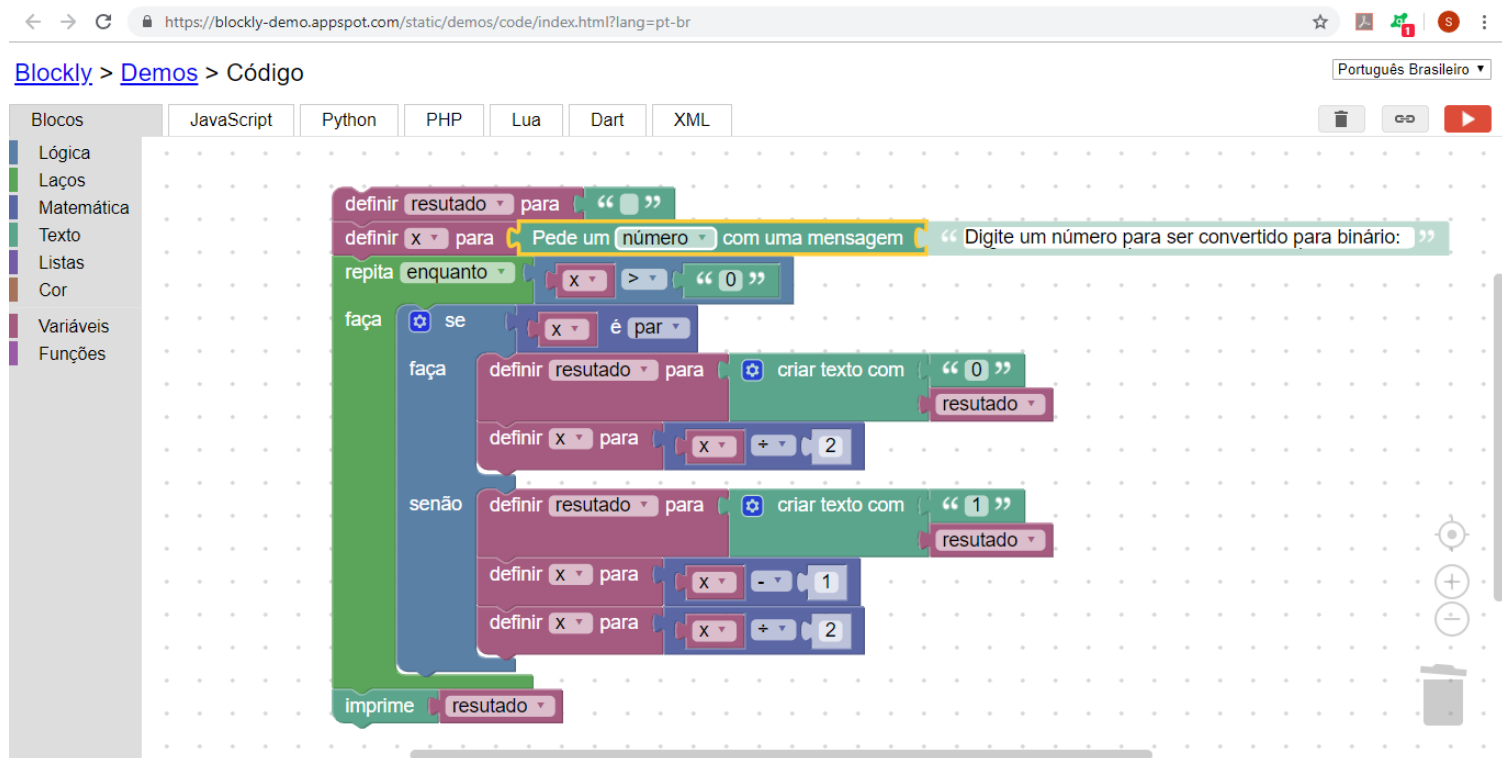 https://blockly-demo.appspot.com/static/demos/code/index.html?lang=pt-br
1
S
Blockly > Demos > Código
Português Brasileiro
Blocos
JavaScript
Python
PHP
Lua
Dart
XML
Lógica
Laços
Matemática
Texto
Listas
Cor
Variáveis
Funções
definir resutado para “ ”
definir x para Pede um número com uma mensagem “ Digite um número para ser convertido para binário: ”
repita enquanto x > “ 0 ”
faça se x é par
faça definir resutado para criar texto com “ 0 ”
resutado
definir x para x ÷ 2
senão definir resutado para criar texto com “ 1 ”
resutado
definir x para x - 1
definir x para x ÷ 2
imprime resutado